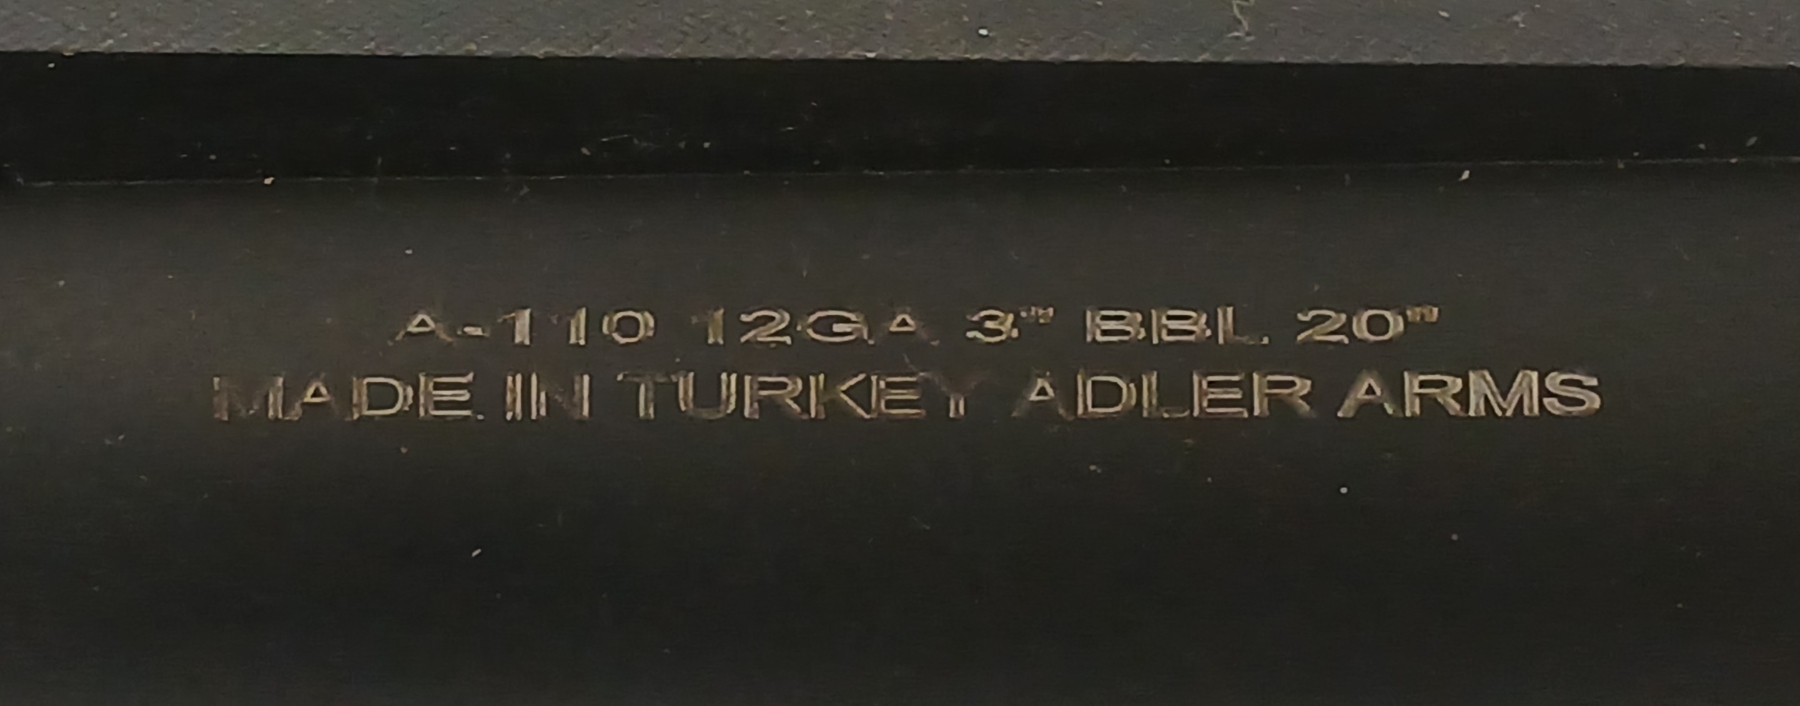 A-110 12GA 3" BBL 20"
MADE IN TURKEY ADLER ARMS